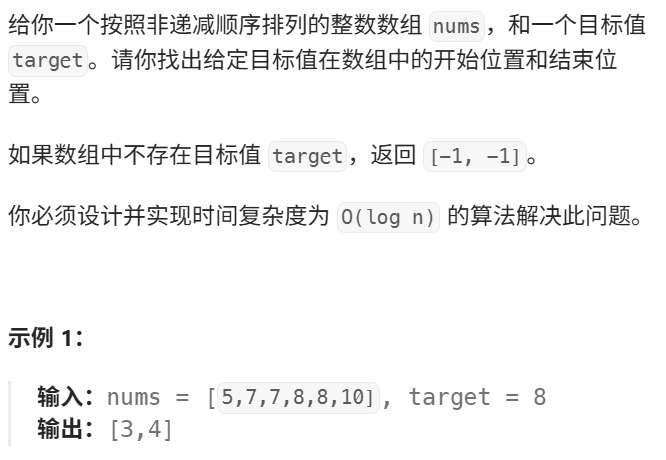 给你一个按照非递减顺序排列的整数数组 nums，和一个目标值
target。请你找出给定目标值在数组中的开始位置和结束位
置。
如果数组中不存在目标值 target，返回 [-1, -1]。
你必须设计并实现时间复杂度为 O(log n) 的算法解决此问题。
示例 1：
输入：nums = [5,7,7,8,8,10], target = 8
输出：[3,4]